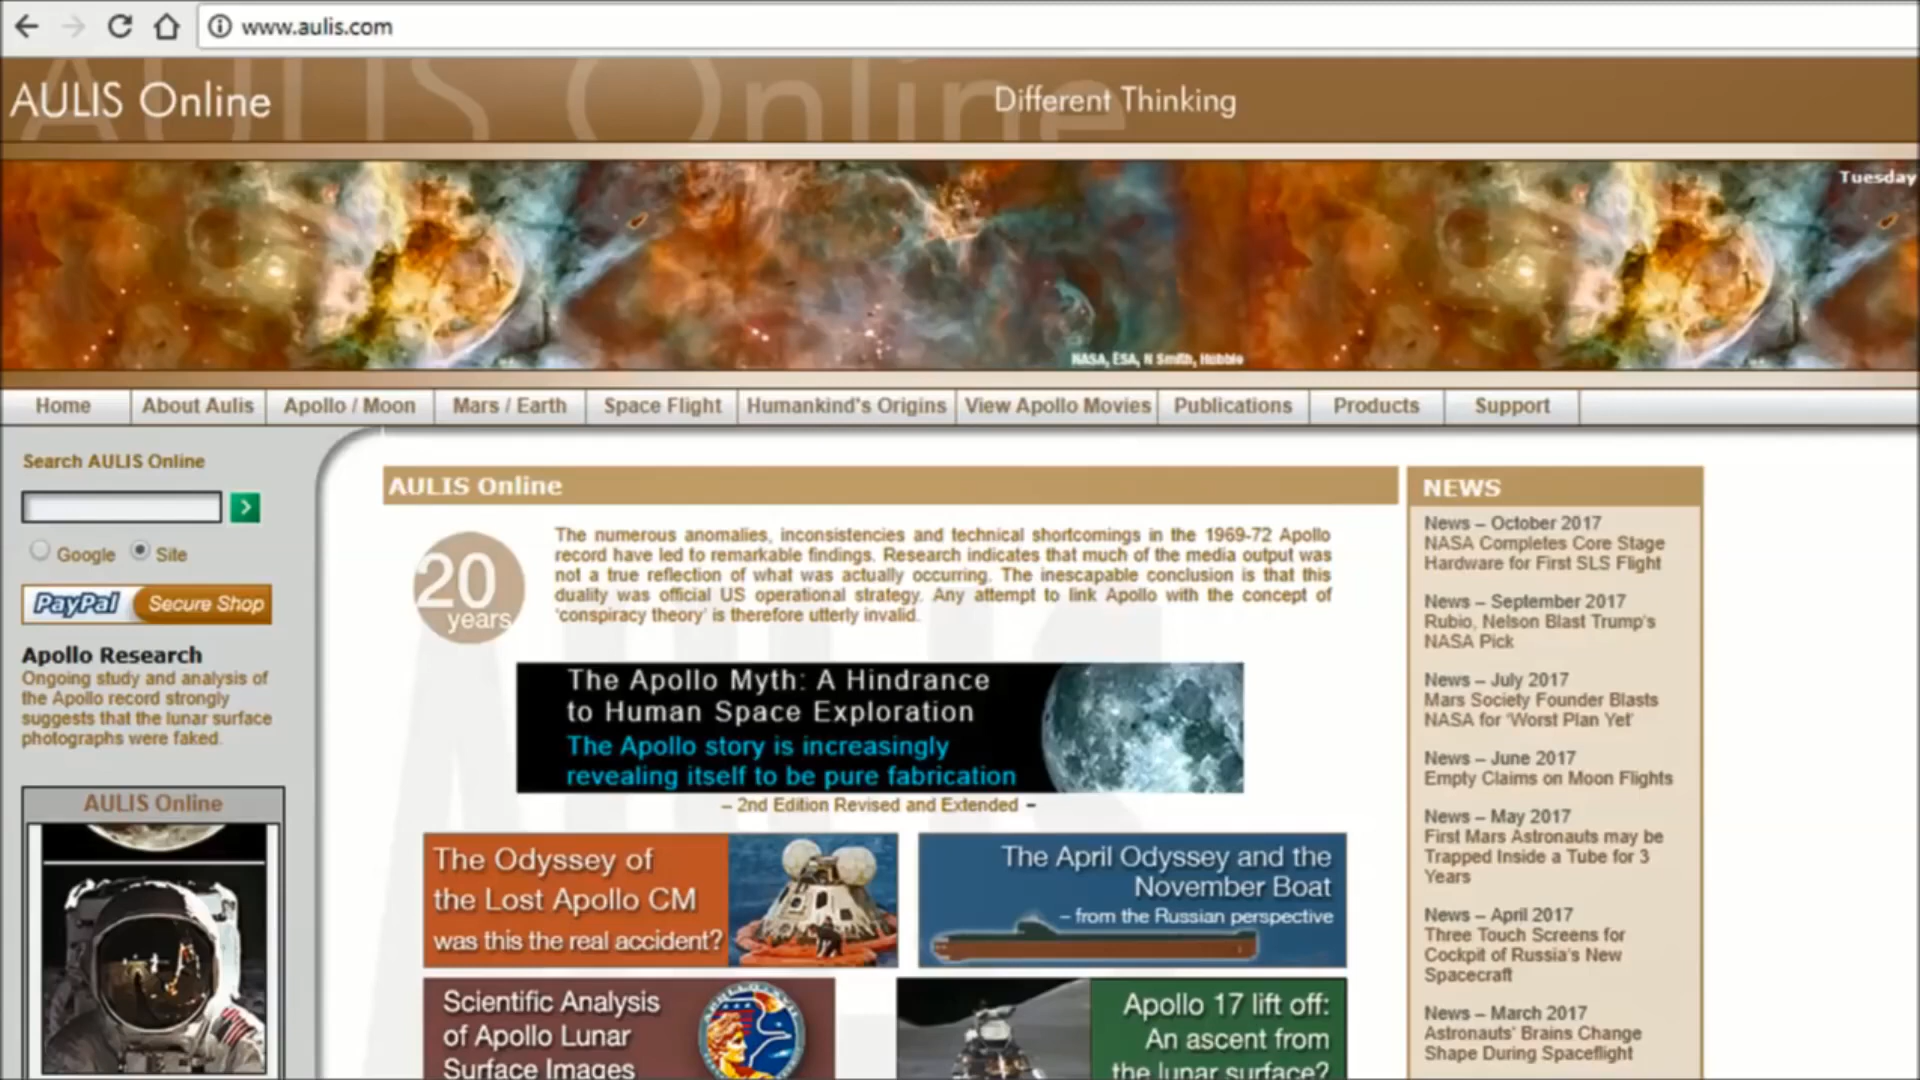 www.aulis.com
AULIS Online
Different Thinking
Tuesday
NASA, ESA, N Smith, Hubble
Home
About Aulis
Apollo / Moon
Mars / Earth
Space Flight
Humankind's Origins
View Apollo Movies
Publications
Products
Support
Search AULIS Online
Google
Site
PayPal
Secure Shop
Apollo Research
Ongoing study and analysis of
the Apollo record strongly
suggests that the lunar surface
photographs were faked.
AULIS Online
AULIS Online
20
years
The numerous anomalies, inconsistencies and technical shortcomings in the 1969-72 Apollo
record have led to remarkable findings. Research indicates that much of the media output was
not a true reflection of what was actually occurring. The inescapable conclusion is that this
duality was official US operational strategy. Any attempt to link Apollo with the concept of
'conspiracy theory' is therefore utterly invalid.
The Apollo Myth: A Hindrance
to Human Space Exploration
The Apollo story is increasingly
revealing itself to be pure fabrication
– 2nd Edition Revised and Extended –
The Odyssey of
the Lost Apollo CM
was this the real accident?
The April Odyssey and the
November Boat
– from the Russian perspective
Scientific Analysis
of Apollo Lunar
Surface Images
Apollo 17 lift off:
An ascent from
the lunar surface?
NEWS
News – October 2017
NASA Completes Core Stage
Hardware for First SLS Flight
News – September 2017
Rubio, Nelson Blast Trump's
NASA Pick
News – July 2017
Mars Society Founder Blasts
NASA for 'Worst Plan Yet'
News – June 2017
Empty Claims on Moon Flights
News – May 2017
First Mars Astronauts may be
Trapped Inside a Tube for 3
Years
News – April 2017
Three Touch Screens for
Cockpit of Russia's New
Spacecraft
News – March 2017
Astronauts' Brains Change
Shape During Spaceflight